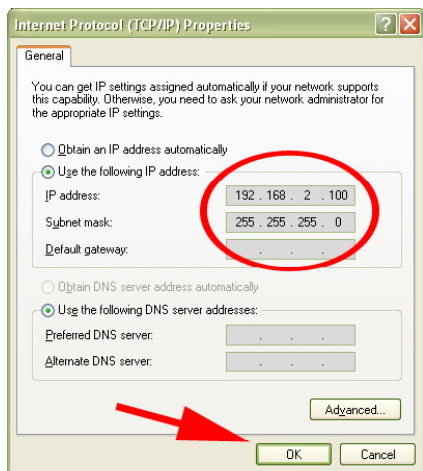 Internet Protocol (TCP/IP) Properties
General
You can get IP settings assigned automatically if your network supports
this capability. Otherwise, you need to ask your network administrator for
the appropriate IP settings.
Obtain an IP address automatically
Use the following IP address:
IP address: 192 . 168 . 2 . 100
Subnet mask: 255 . 255 . 255 . 0
Default gateway: . . .
Obtain DNS server address automatically
Use the following DNS server addresses:
Preferred DNS server: . . .
Alternate DNS server: . . .
Advanced...
OK Cancel